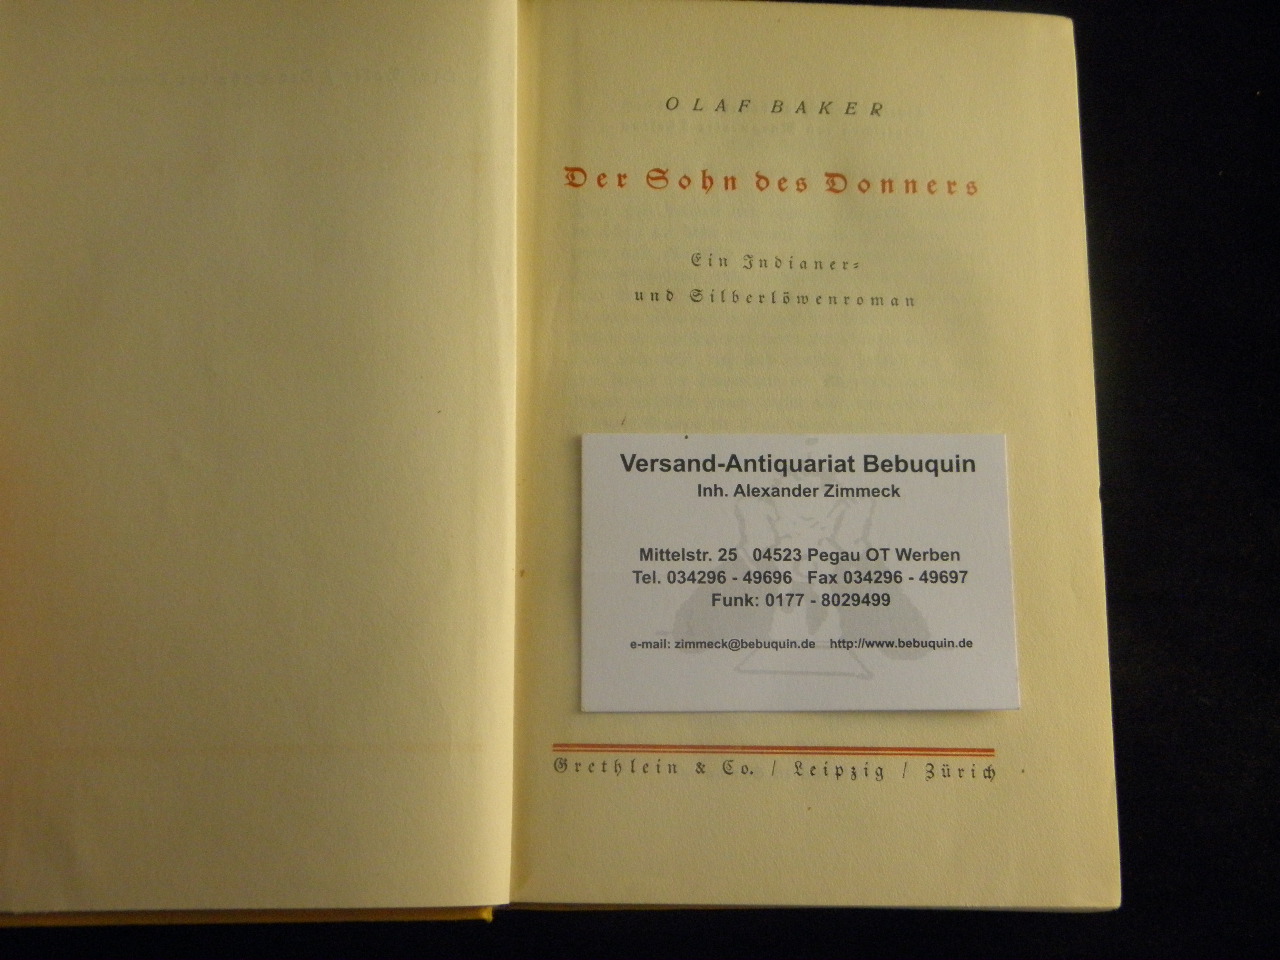 OLAF BAKER
Der Sohn des Donners
Ein Indianer-
und Silberlöwenroman
Versand-Antiquariat Bebuquin
Inh. Alexander Zimmeck
Mittelstr. 25 04523 Pegau OT Werben
Tel. 034296 - 49696 Fax 034296 - 49697
Funk: 0177 - 8029499
e-mail: zimmeck@bebuquin.de http://www.bebuquin.de
Grethlein & Co. / Leipzig / Zürich